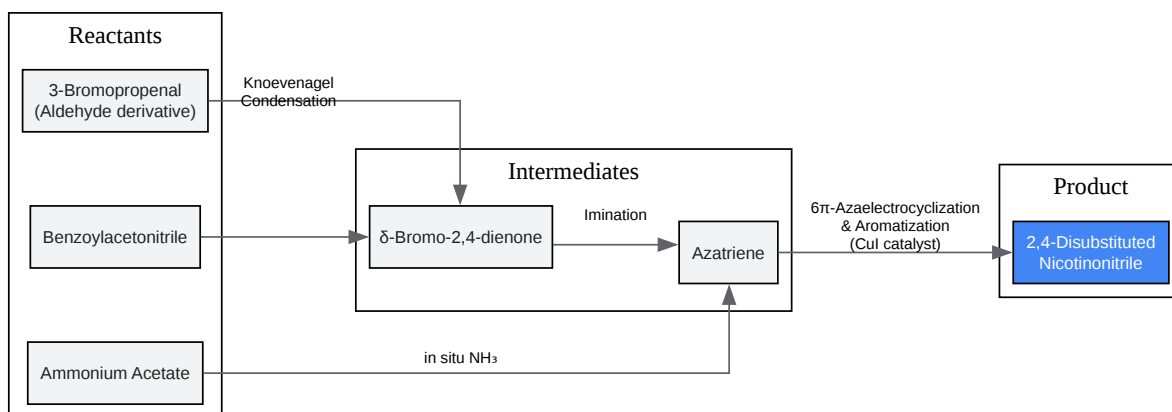 Reactants
3-Bromopropenal
(Aldehyde derivative)
Knoevenagel
Condensation
Benzoylacetonitrile
Ammonium Acetate
in situ NH₃
Intermediates
δ-Bromo-2,4-dienone
Imination
Azatriene
6π-Azaelectrocyclization
& Aromatization
(CuI catalyst)
Product
2,4-Disubstituted
Nicotinonitrile